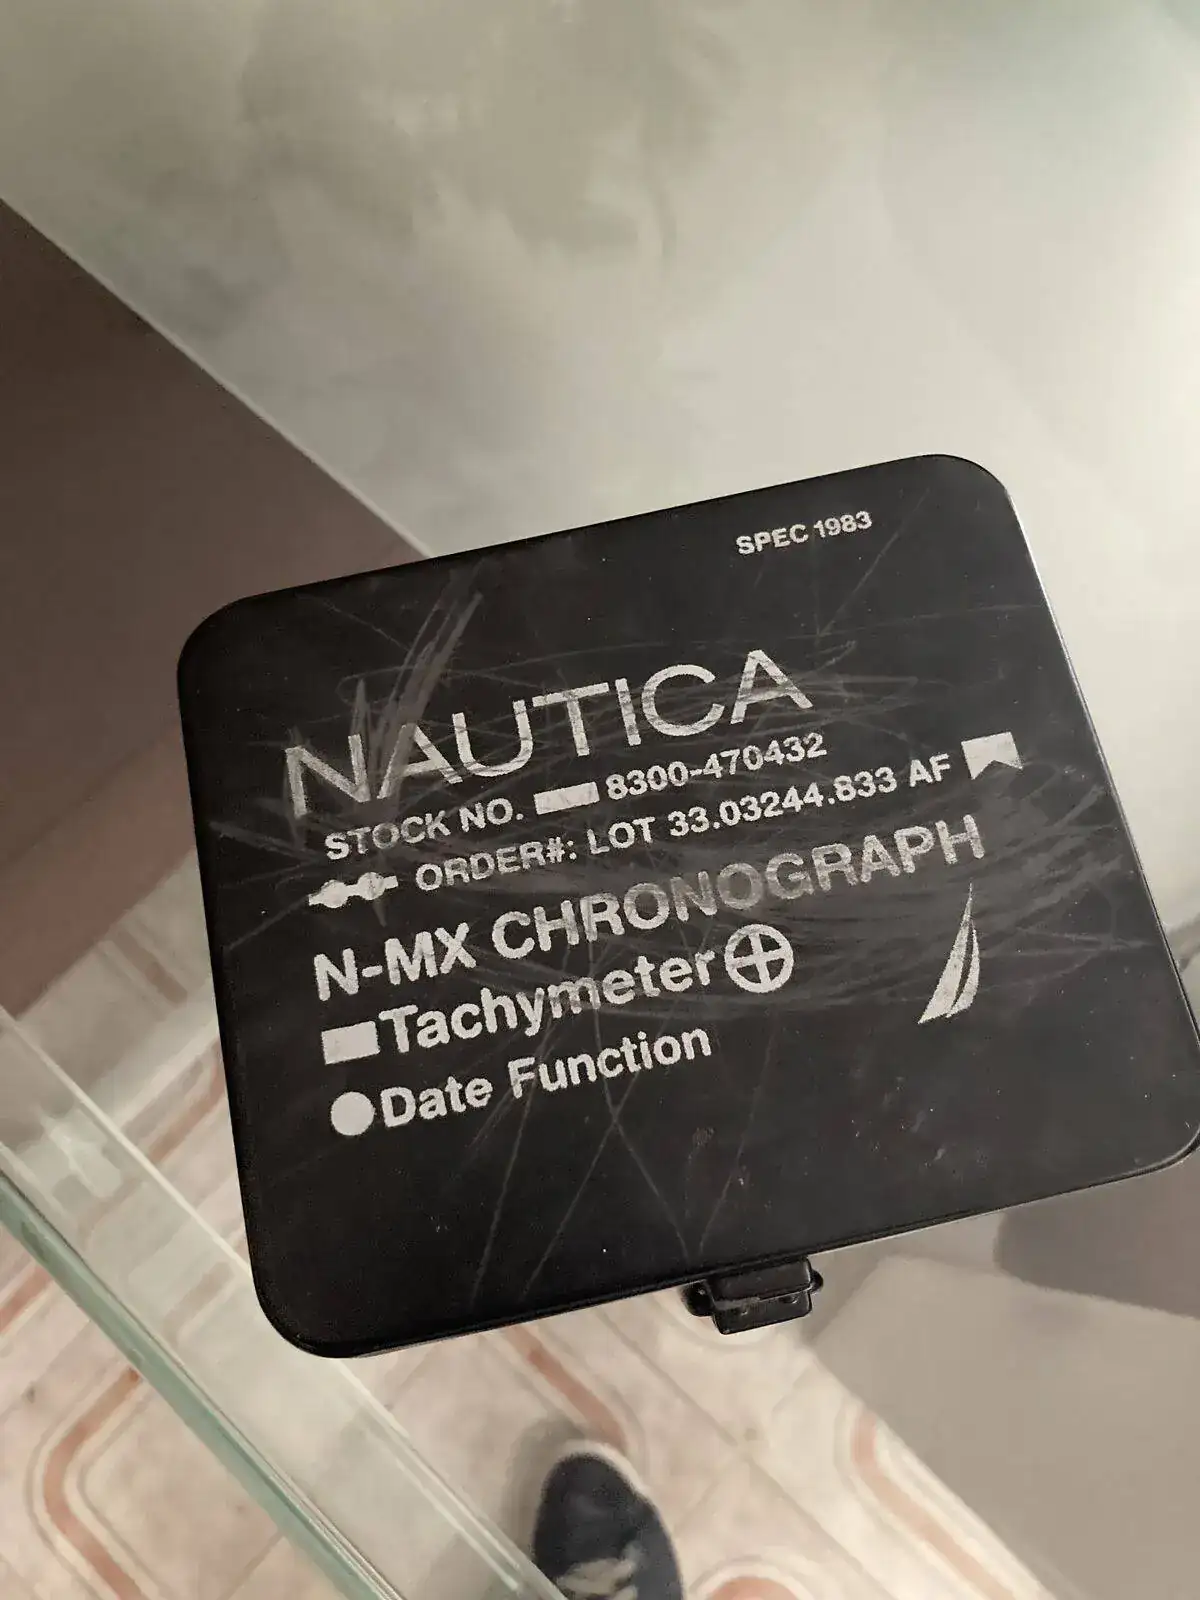 SPEC 1983
NAUTICA
STOCK NO. 8300-470432
ORDER#: LOT 33.03244.833 AF
N-MX CHRONOGRAPH
Tachymeter
Date Function